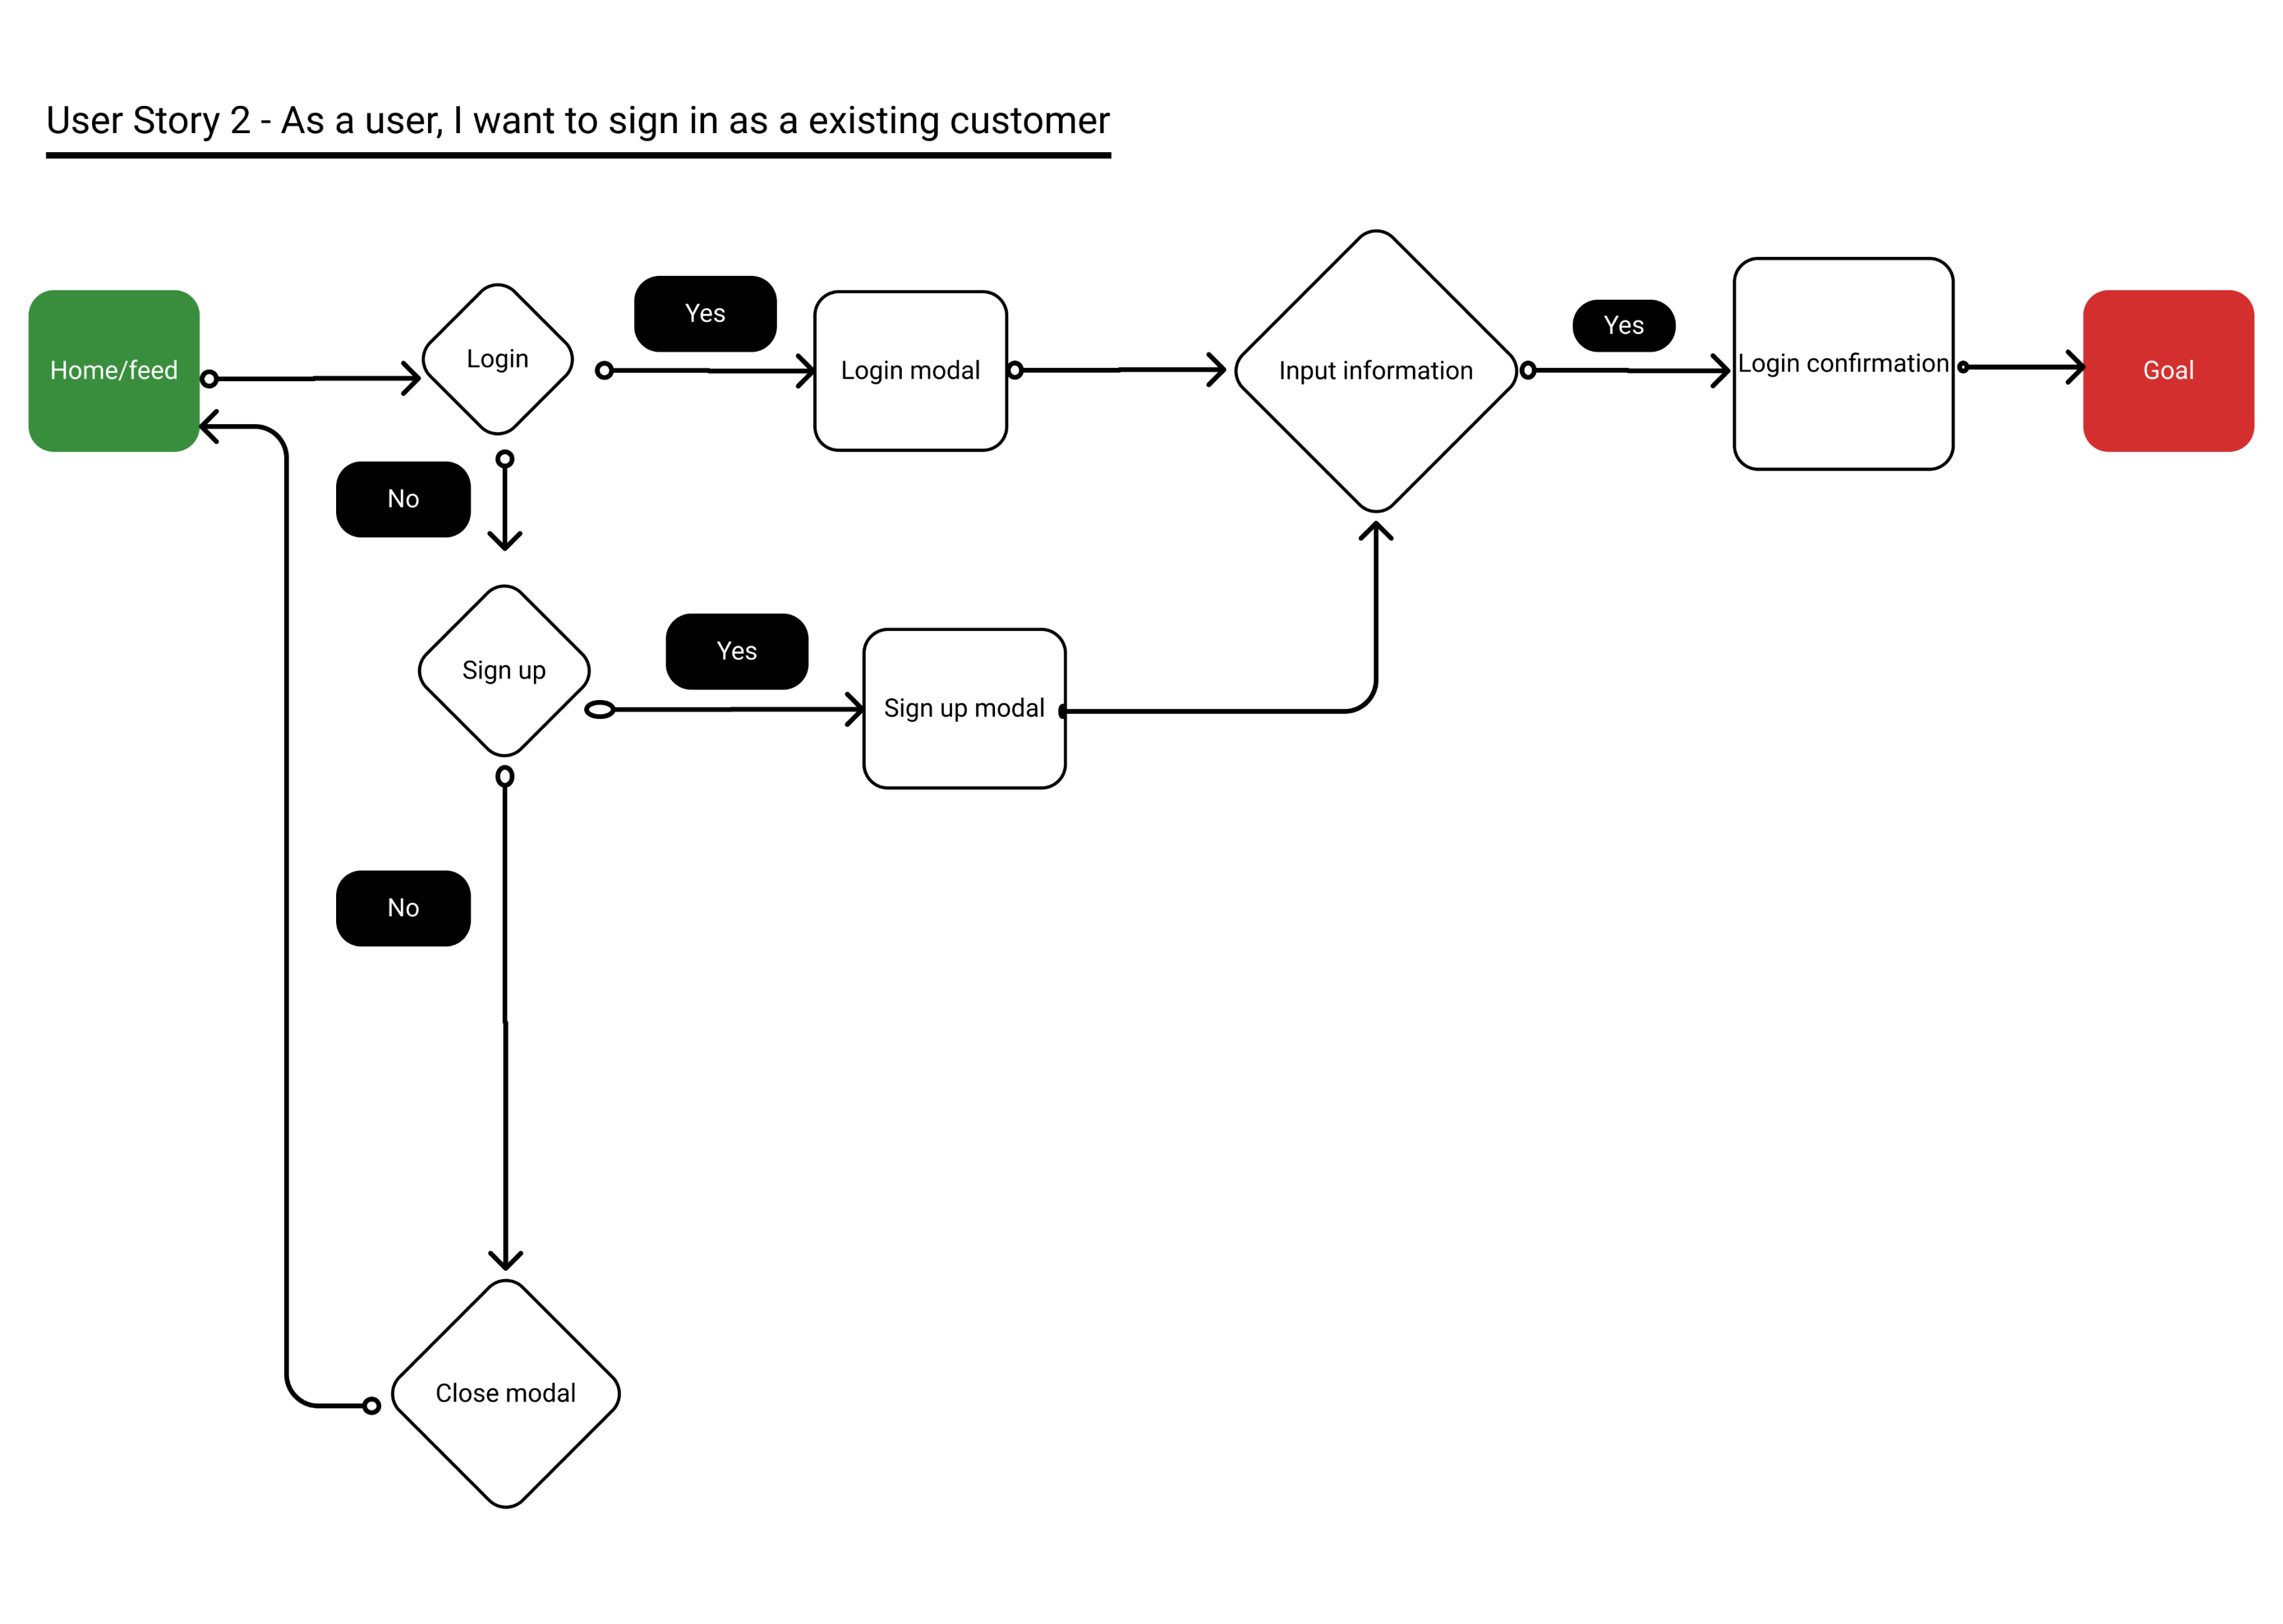 User Story 2 - As a user, I want to sign in as a existing customer
Home/feed
Login
Yes
Login modal
Input information
Yes
Login confirmation
Goal
No
Sign up
Yes
Sign up modal
No
Close modal